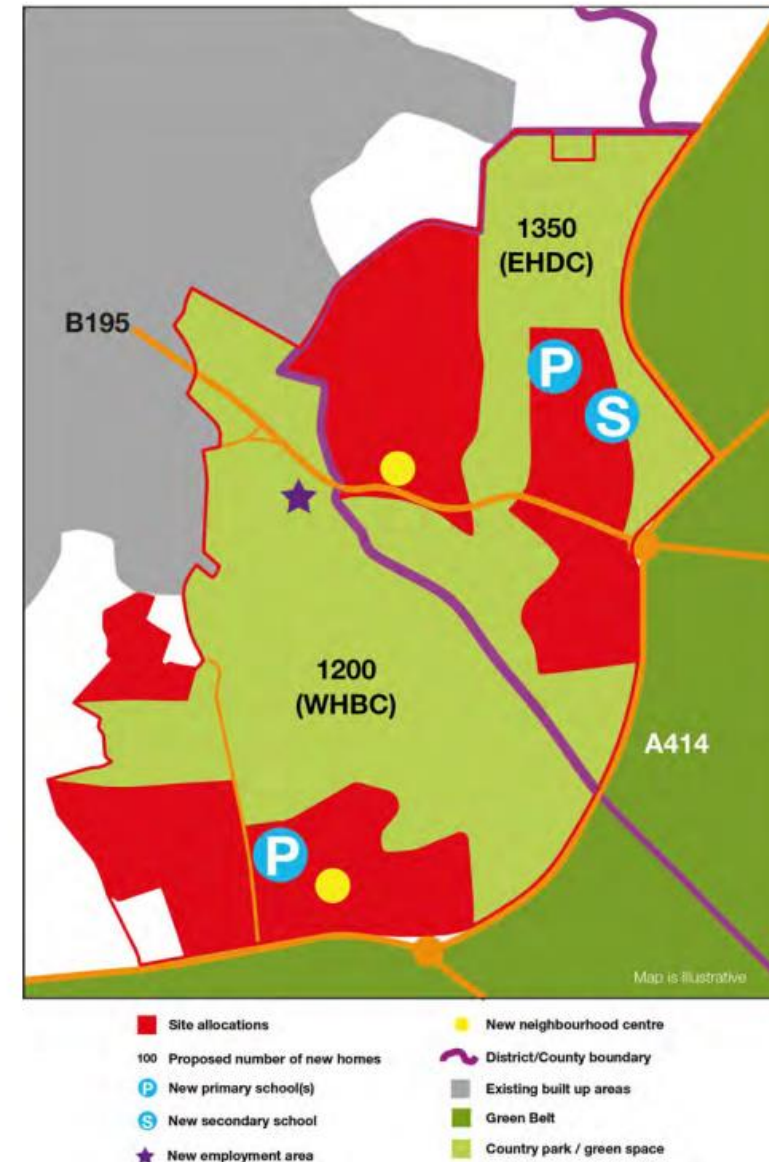 1350
(EHDC)
B195
P
S
1200
(WHBC)
A414
P
Map is illustrative
Site allocations
100 Proposed number of new homes
P New primary school(s)
S New secondary school
New employment area
New neighbourhood centre
District/County boundary
Existing built up areas
Green Belt
Country park / green space